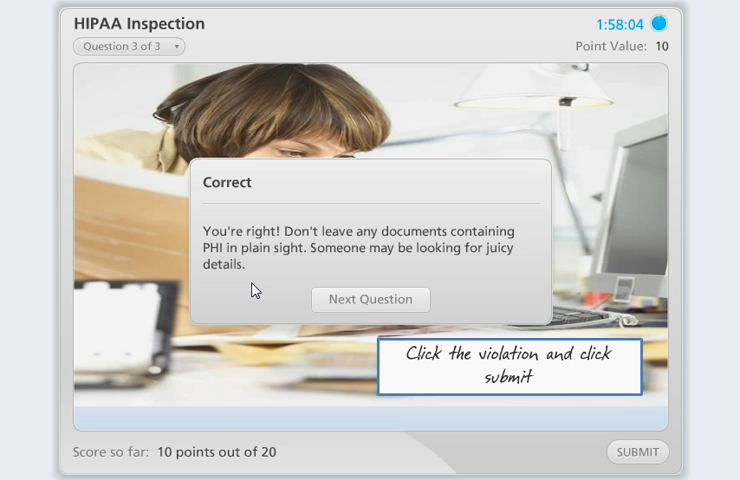 HIPAA Inspection
1:58:04
Question 3 of 3
Point Value: 10
Correct
You're right! Don't leave any documents containing
PHI in plain sight. Someone may be looking for juicy
details.
Next Question
Click the violation and click
submit
Score so far: 10 points out of 20
SUBMIT